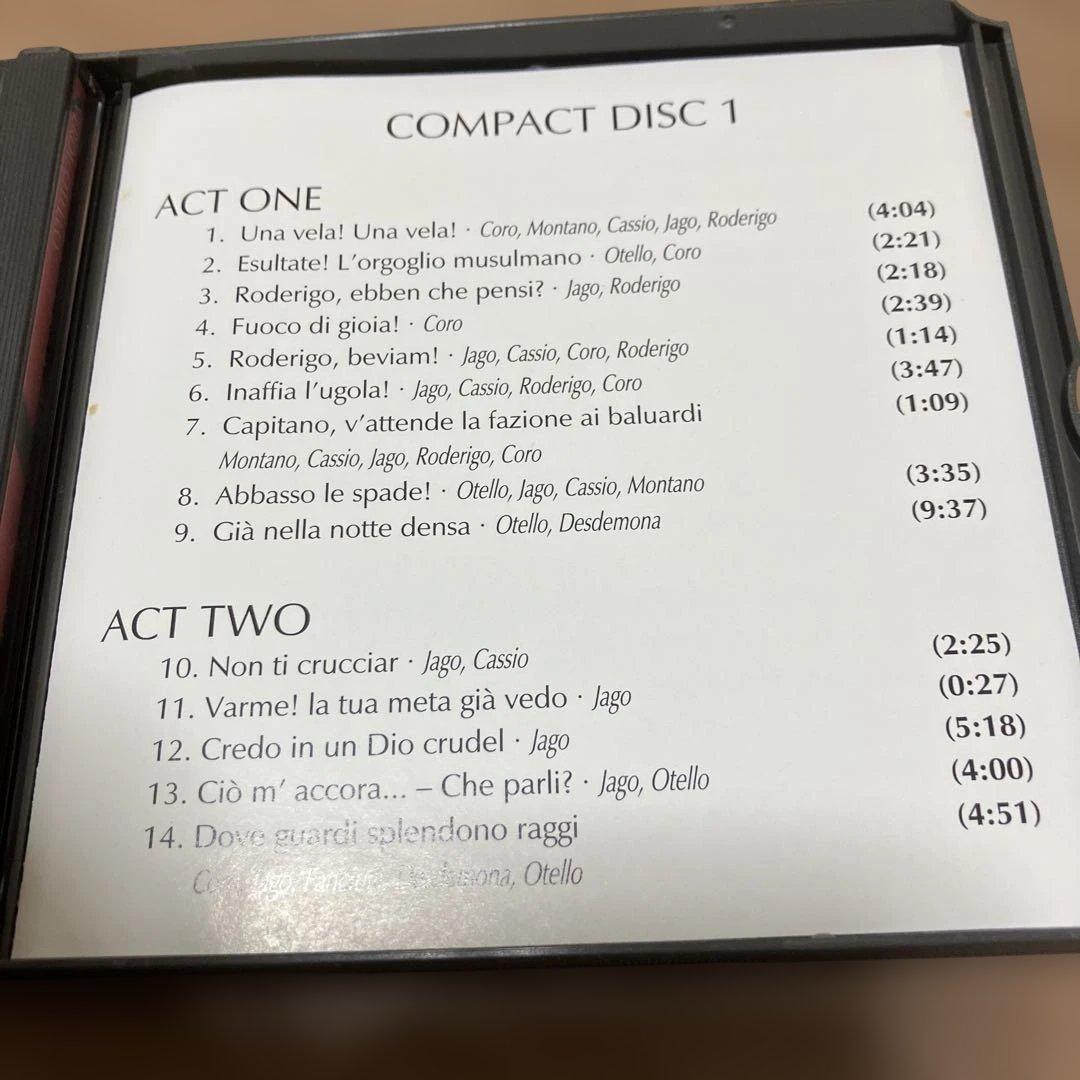 COMPACT DISC 1
ACT ONE
1. Una vela! Una vela! · Coro, Montano, Cassio, Jago, Roderigo (4:04)
2. Esultate! L'orgoglio musulmano · Otello, Coro (2:21)
3. Roderigo, ebben che pensi? · Jago, Roderigo (2:18)
4. Fuoco di gioia! · Coro (2:39)
5. Roderigo, beviam! · Jago, Cassio, Coro, Roderigo (1:14)
6. Inaffia l'ugola! · Jago, Cassio, Roderigo, Coro (3:47)
7. Capitano, v'attende la fazione ai baluardi (1:09)
Montano, Cassio, Jago, Roderigo, Coro
8. Abbasso le spade! · Otello, Jago, Cassio, Montano (3:35)
9. Già nella notte densa · Otello, Desdemona (9:37)
ACT TWO
10. Non ti crucciar · Jago, Cassio (2:25)
11. Varme! la tua meta già vedo · Jago (0:27)
12. Credo in un Dio crudel · Jago (5:18)
13. Ciò m' accora... – Che parli? · Jago, Otello (4:00)
14. Dove guardi splendono raggi (4:51)
Desdemona, Otello